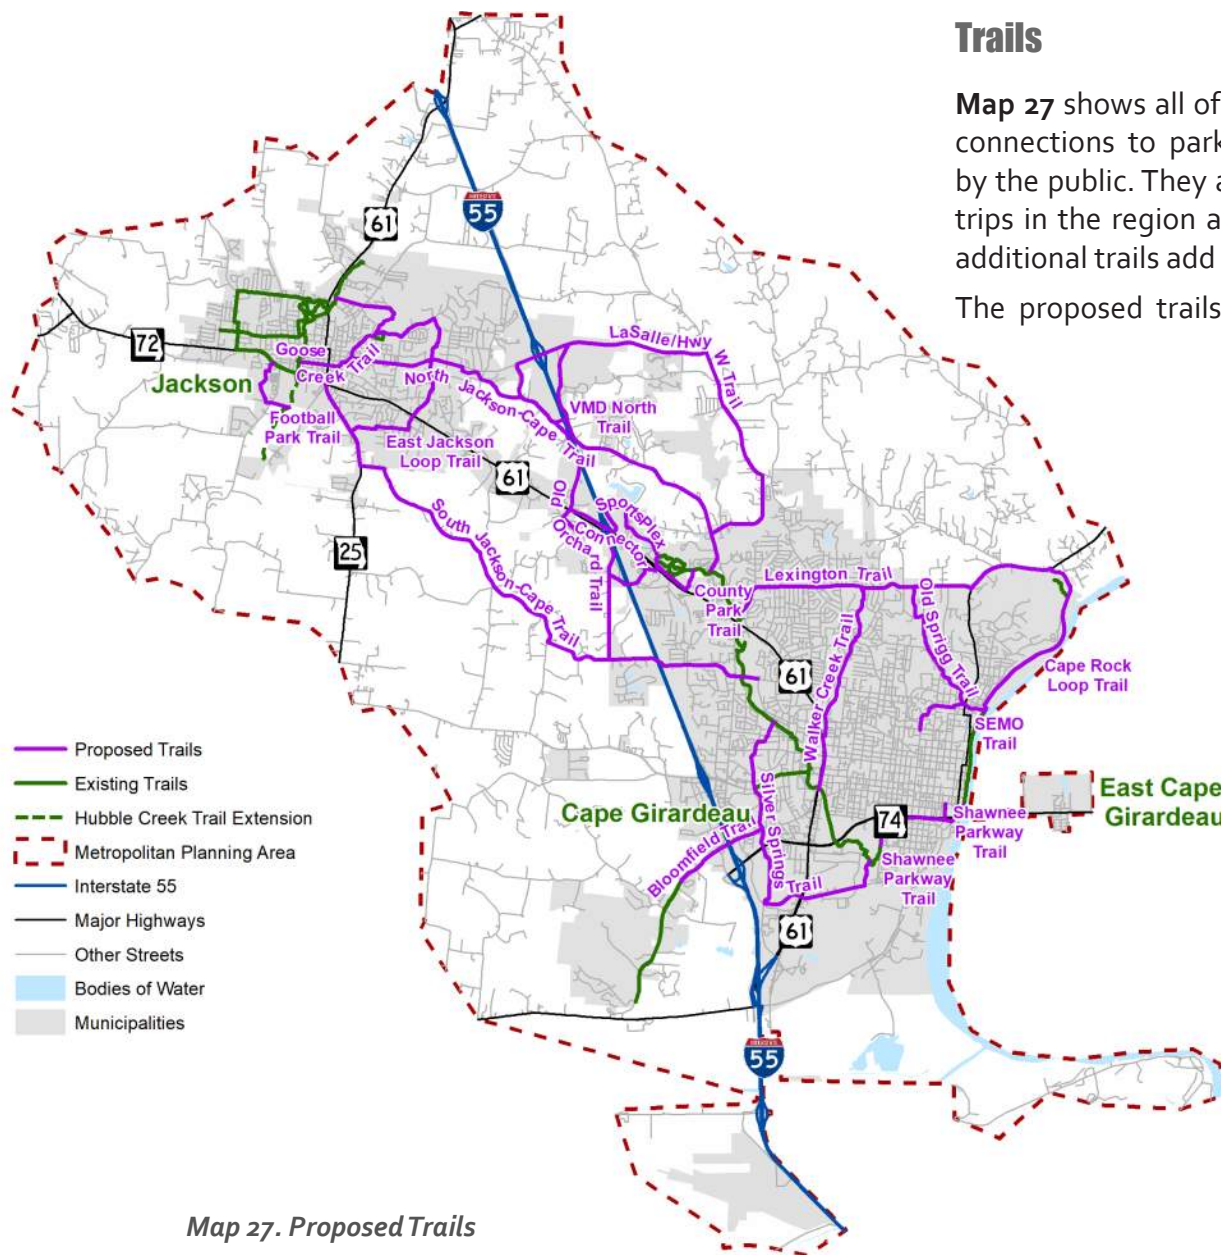 Trails
Map 27 shows all of
connections to park
by the public. They a
trips in the region a
additional trails add
The proposed trails
61
55
72
LaSalle/Hwy
W Trail
Goose
Creek Trail
Jackson
North Jackson-Cape Trail
VMD North
Trail
Football
Park Trail
East Jackson
Loop Trail
61
SportsPlex
Connector
Old
Orchard Trail
25
South Jackson-Cape Trail
Lexington Trail
County
Park
Trail
Old Sprigg Trail
Walker Creek Trail
61
Cape Rock
Loop Trail
SEMO
Trail
Proposed Trails
Existing Trails
Hubble Creek Trail Extension
Metropolitan Planning Area
Interstate 55
Major Highways
Other Streets
Bodies of Water
Municipalities
Cape Girardeau
Silver Springs
Trail
Bloomfield Trail
74
Shawnee
Parkway
Trail
East Cape
Girardeau
Shawnee
Parkway
Trail
61
55
Map 27. Proposed Trails